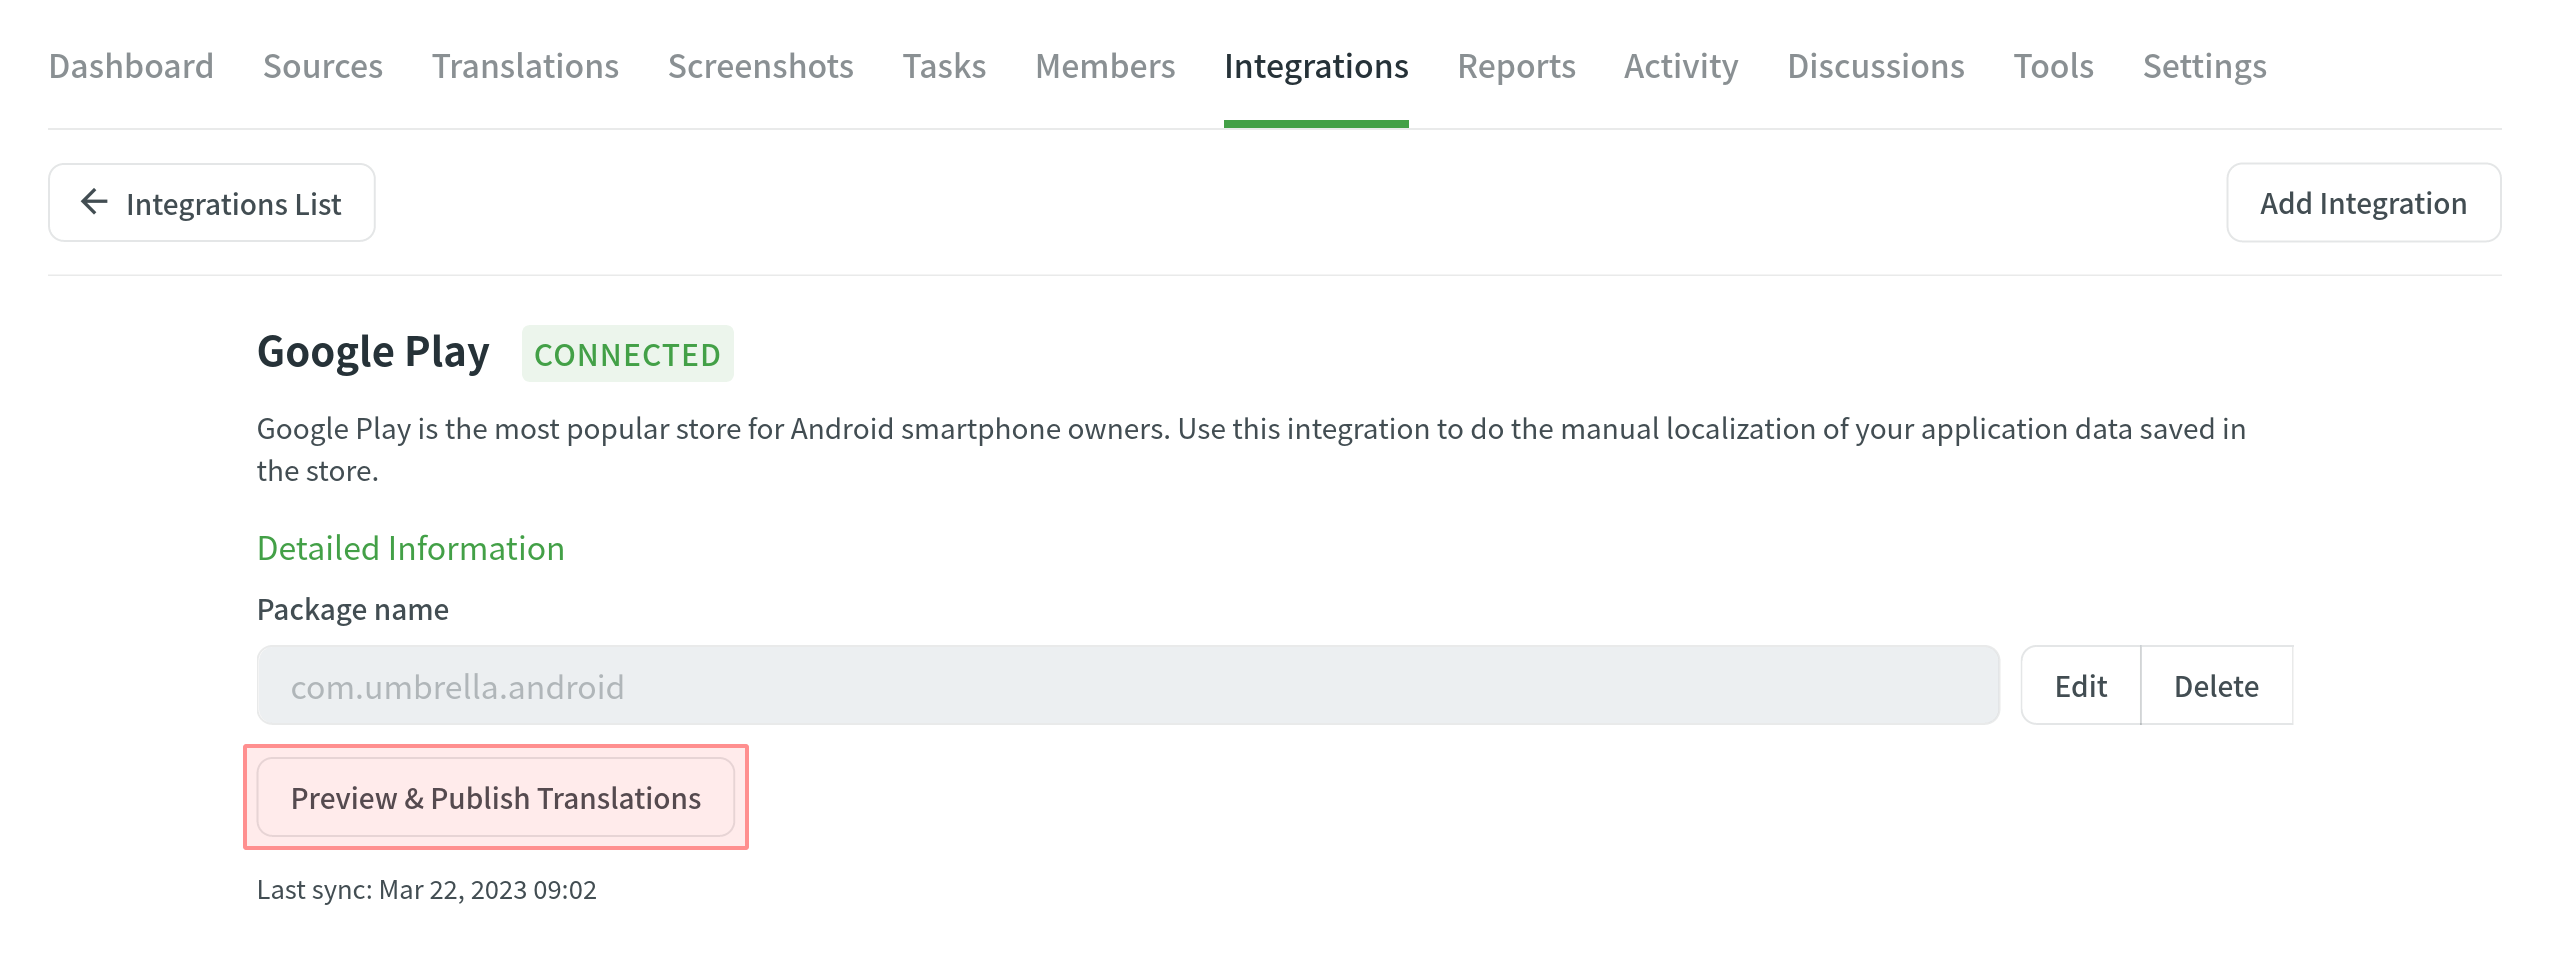 Dashboard Sources Translations Screenshots Tasks Members Integrations Reports Activity Discussions Tools Settings
Integrations List Add Integration
Google Play CONNECTED
Google Play is the most popular store for Android smartphone owners. Use this integration to do the manual localization of your application data saved in
the store.
Detailed Information
Package name
com.umbrella.android Edit Delete
Preview & Publish Translations
Last sync: Mar 22, 2023 09:02